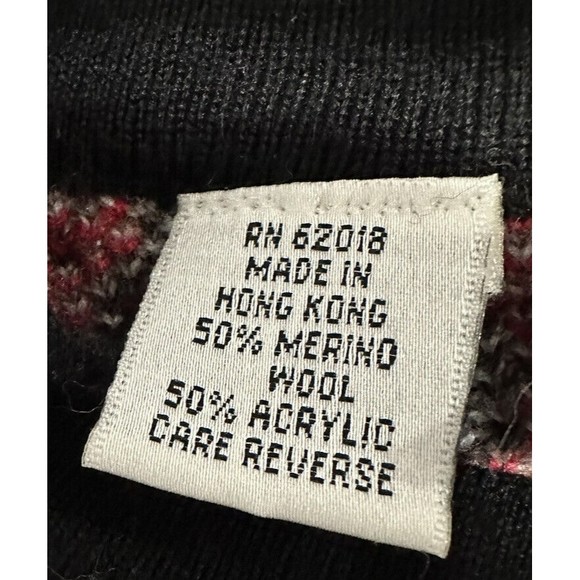 RN 62018
MADE IN
HONG KONG
50% MERINO
WOOL
50% ACRYLIC
CARE REVERSE